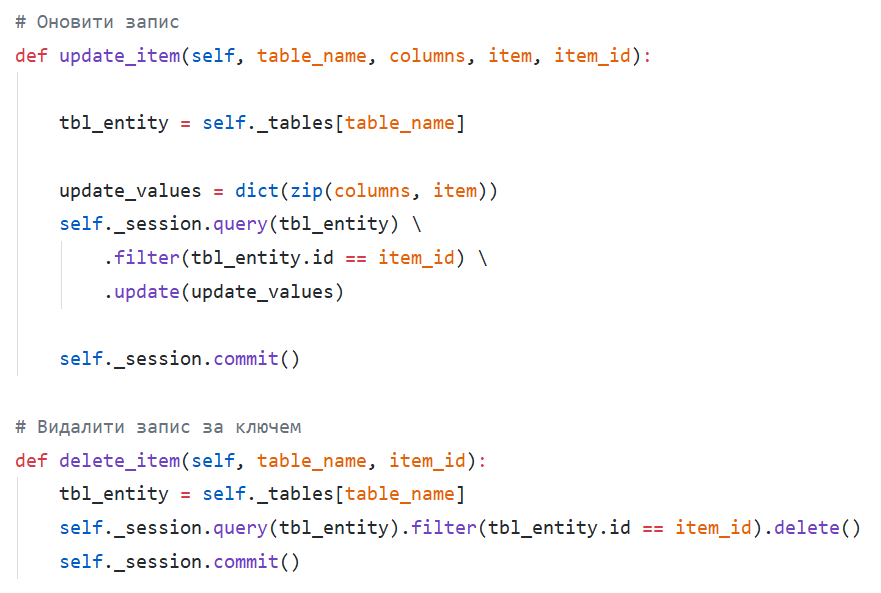 # Оновити запис
def update_item(self, table_name, columns, item, item_id):
    tbl_entity = self._tables[table_name]
    update_values = dict(zip(columns, item))
    self._session.query(tbl_entity) \
        .filter(tbl_entity.id == item_id) \
        .update(update_values)
    self._session.commit()
# Видалити запис за ключем
def delete_item(self, table_name, item_id):
    tbl_entity = self._tables[table_name]
    self._session.query(tbl_entity).filter(tbl_entity.id == item_id).delete()
    self._session.commit()